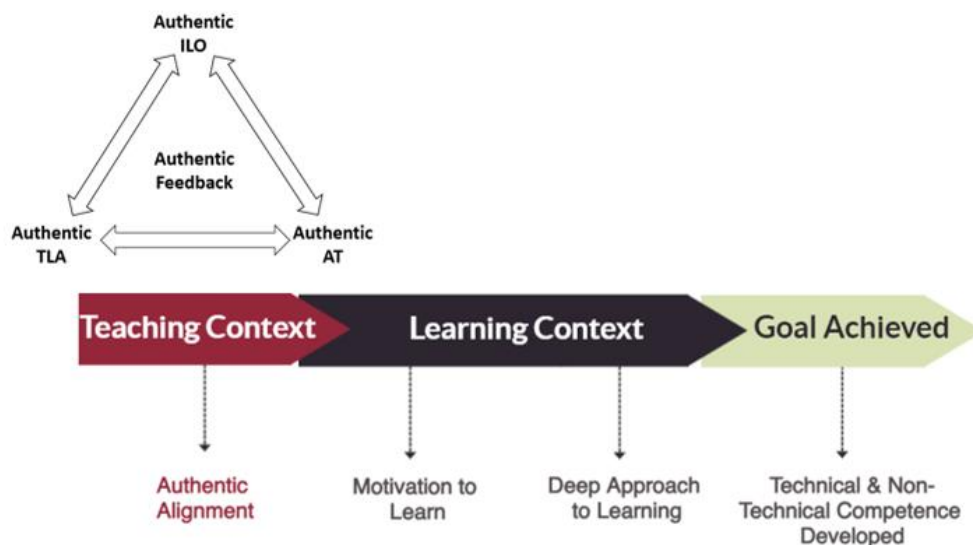 Authentic
ILO
Authentic
Feedback
Authentic
TLA
Authentic
AT
Teaching Context
Learning Context
Goal Achieved
Authentic
Alignment
Motivation to
Learn
Deep Approach
to Learning
Technical & Non-
Technical Competence
Developed